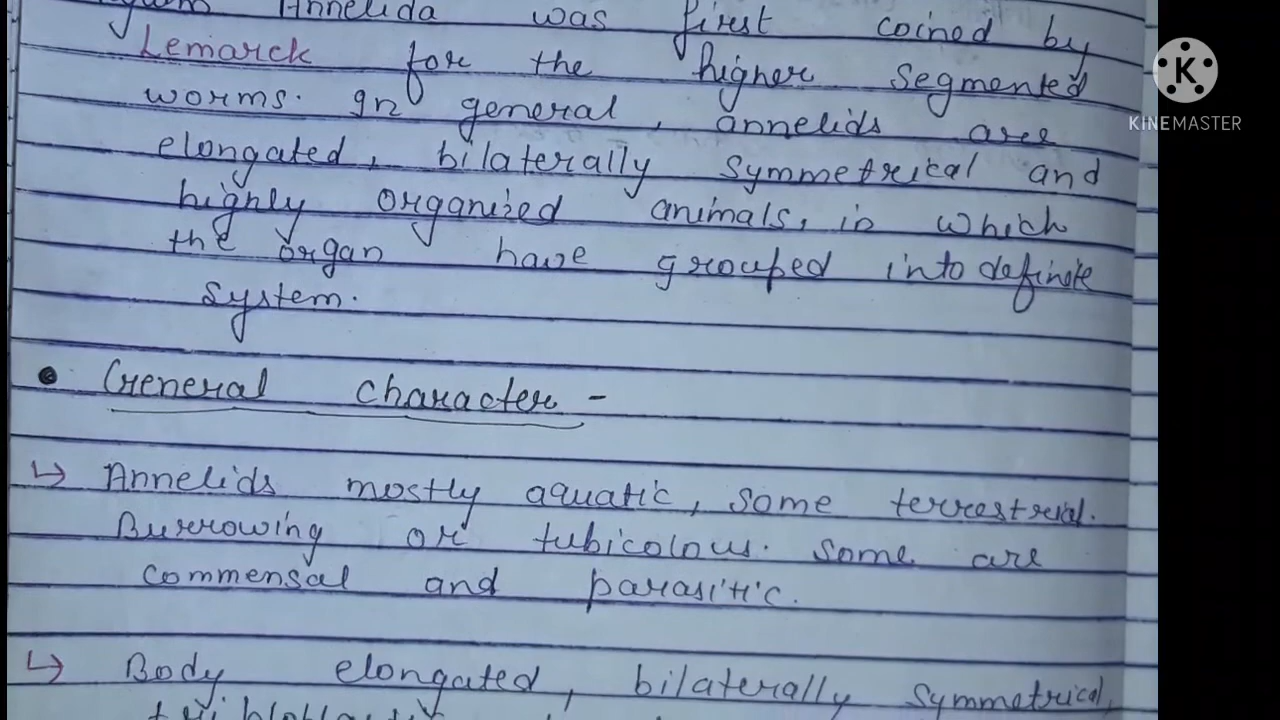 Annelida was first coined by
Lemarck for the higher segmented
worms. In general, annelids are
elongated, bilaterally symmetrical and
highly organized animals, in which
the organ have grouped into definite
system.
• General character -
↳ Annelids mostly aquatic, some terrestrial.
Burrowing or tubicolous. some are
commensal and parasitic.
↳ Body elongated, bilaterally symmetrical,
K
KINEMASTER